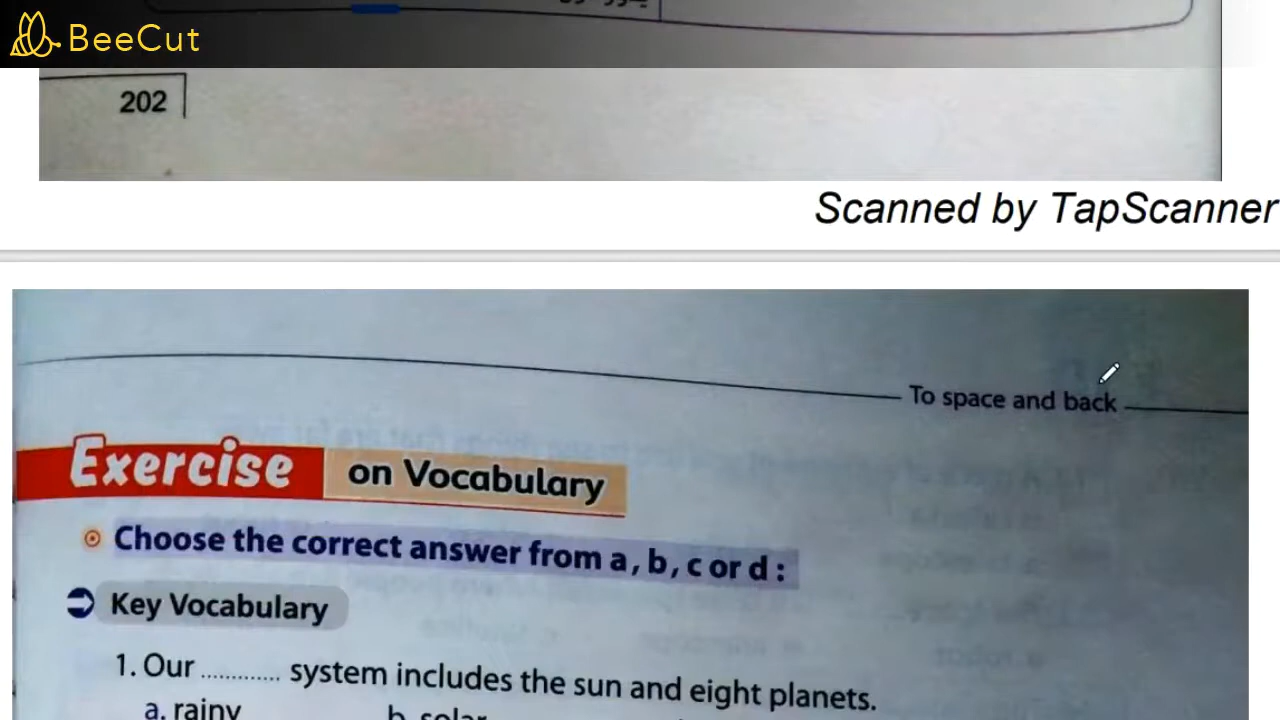 BeeCut
202
Scanned by TapScanner
To space and back
Exercise on Vocabulary
Choose the correct answer from a, b, c or d :
Key Vocabulary
1. Our ............. system includes the sun and eight planets.
a. rainy b. solar